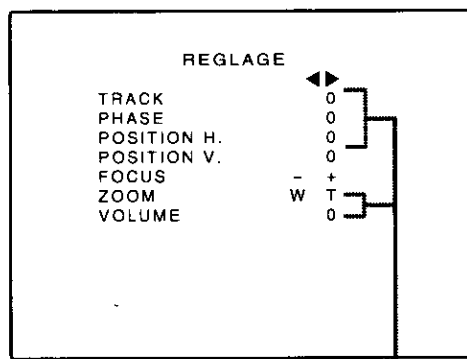 REGLAGE
◀▶
TRACK 0
PHASE 0
POSITION H. 0
POSITION V. 0
FOCUS - +
ZOOM W T
VOLUME 0